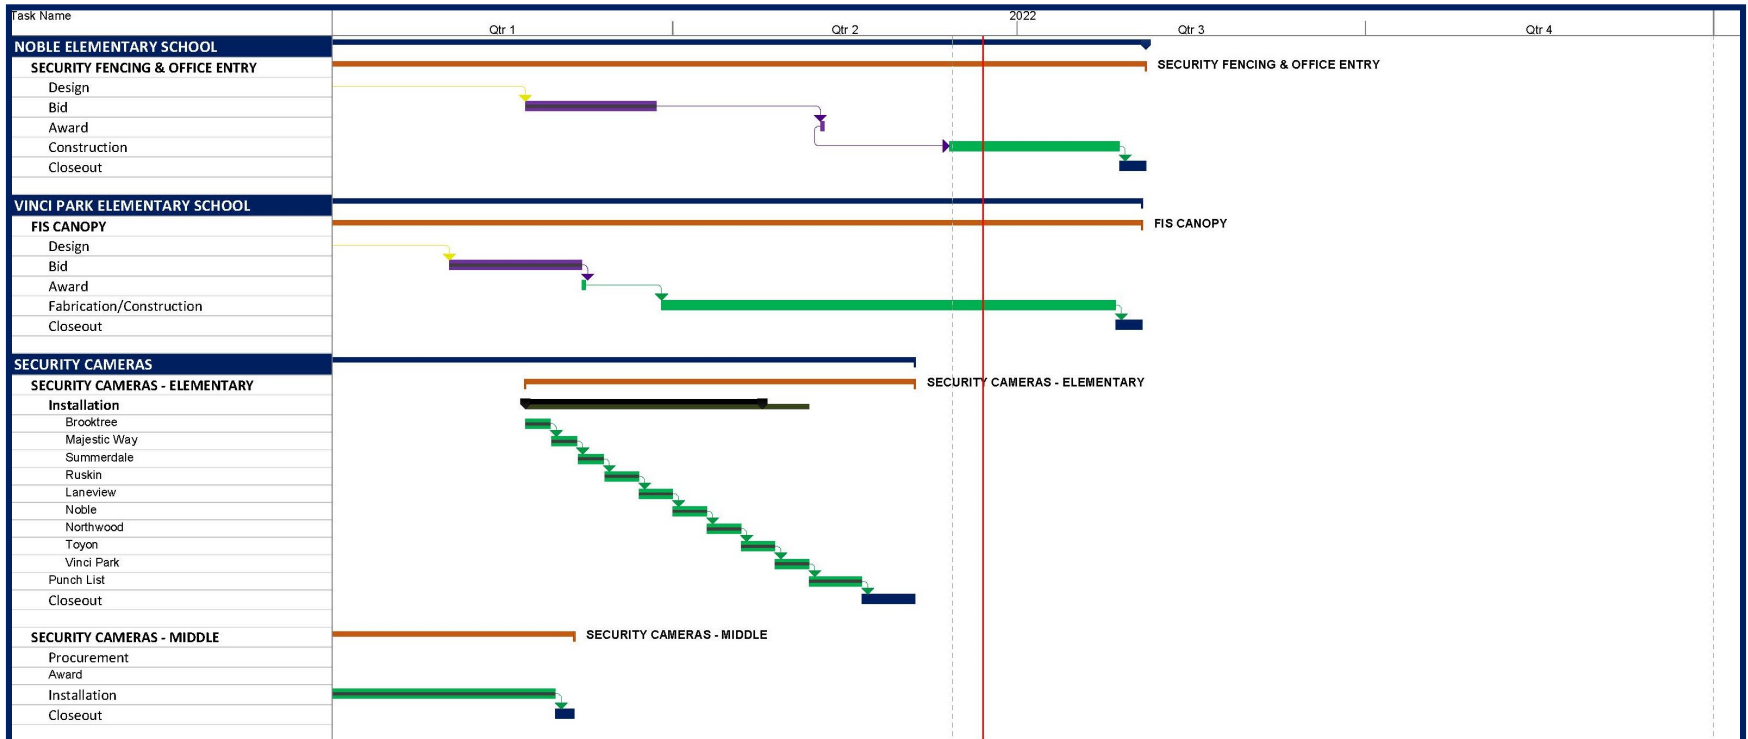 Task Name
2022
Qtr 1 Qtr 2 Qtr 3 Qtr 4
NOBLE ELEMENTARY SCHOOL
SECURITY FENCING & OFFICE ENTRY SECURITY FENCING & OFFICE ENTRY
Design
Bid
Award
Construction
Closeout
VINCI PARK ELEMENTARY SCHOOL
FIS CANOPY FIS CANOPY
Design
Bid
Award
Fabrication/Construction
Closeout
SECURITY CAMERAS
SECURITY CAMERAS - ELEMENTARY SECURITY CAMERAS - ELEMENTARY
Installation
Brooktree
Majestic Way
Summerdale
Ruskin
Laneview
Noble
Northwood
Toyon
Vinci Park
Punch List
Closeout
SECURITY CAMERAS - MIDDLE SECURITY CAMERAS - MIDDLE
Procurement
Award
Installation
Closeout